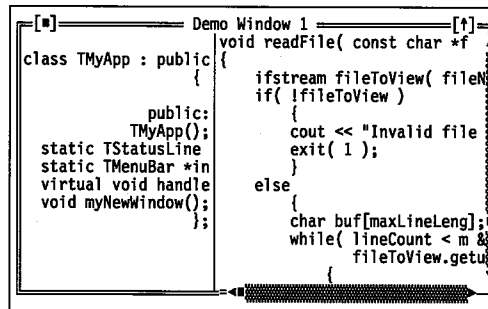 [■] Demo Window 1 [↑]
class TMyApp : public
{
public:
TMyApp();
static TStatusLine
static TMenuBar *in
virtual void handle
void myNewWindow();
};
void readFile( const char *f
{
ifstream fileToView( fileN
if( !fileToView )
{
cout << "Invalid file
exit( 1 );
}
else
{
char buf[maxLineLeng];
while( lineCount < m &
fileToView.getu
{